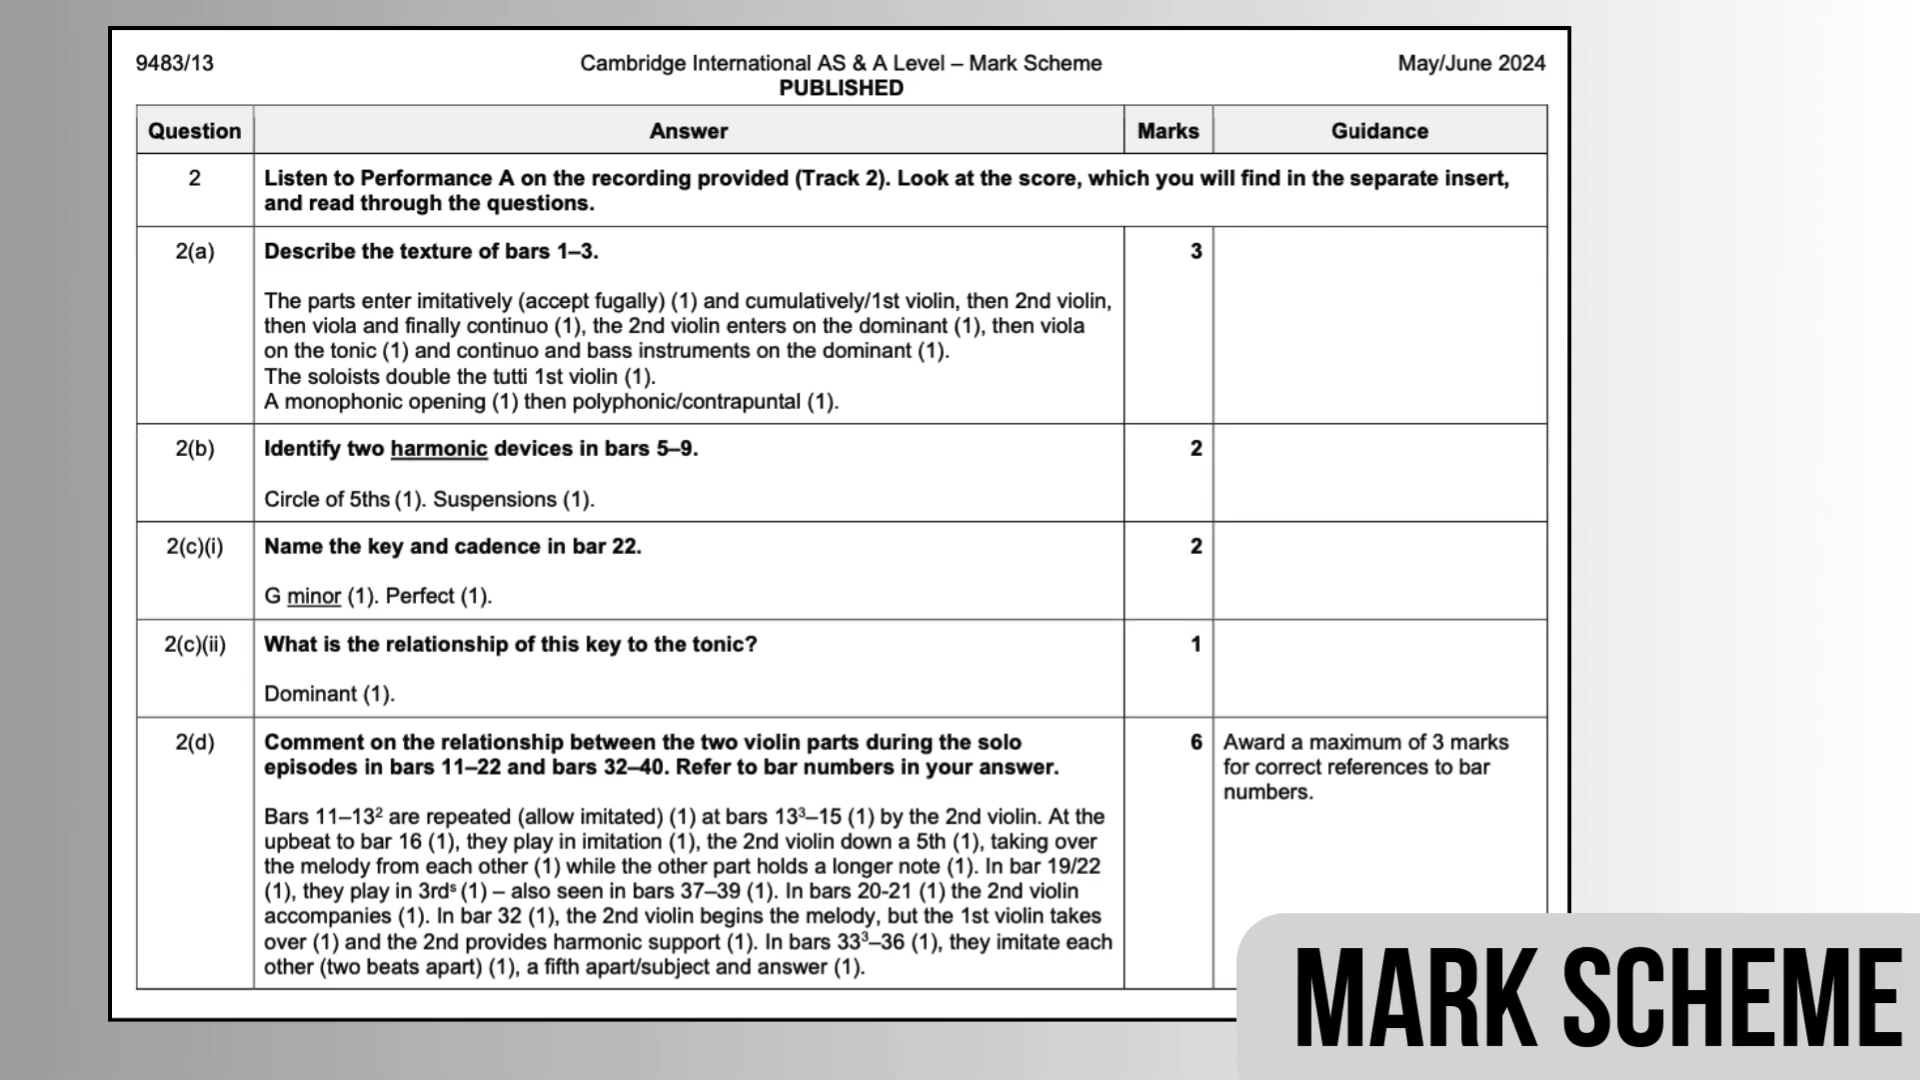 9483/13
Cambridge International AS & A Level – Mark Scheme
PUBLISHED
May/June 2024
Question
Answer
Marks
Guidance
2
Listen to Performance A on the recording provided (Track 2). Look at the score, which you will find in the separate insert,
and read through the questions.
2(a)
Describe the texture of bars 1–3.
3
The parts enter imitatively (accept fugally) (1) and cumulatively/1st violin, then 2nd violin,
then viola and finally continuo (1), the 2nd violin enters on the dominant (1), then viola
on the tonic (1) and continuo and bass instruments on the dominant (1).
The soloists double the tutti 1st violin (1).
A monophonic opening (1) then polyphonic/contrapuntal (1).
2(b)
Identify two harmonic devices in bars 5–9.
2
Circle of 5ths (1). Suspensions (1).
2(c)(i)
Name the key and cadence in bar 22.
2
G minor (1). Perfect (1).
2(c)(ii)
What is the relationship of this key to the tonic?
1
Dominant (1).
2(d)
Comment on the relationship between the two violin parts during the solo
episodes in bars 11–22 and bars 32–40. Refer to bar numbers in your answer.
6
Award a maximum of 3 marks
for correct references to bar
numbers.
Bars 11–13² are repeated (allow imitated) (1) at bars 13³–15 (1) by the 2nd violin. At the
upbeat to bar 16 (1), they play in imitation (1), the 2nd violin down a 5th (1), taking over
the melody from each other (1) while the other part holds a longer note (1). In bar 19/22
(1), they play in 3rdˢ (1) – also seen in bars 37–39 (1). In bars 20-21 (1) the 2nd violin
accompanies (1). In bar 32 (1), the 2nd violin begins the melody, but the 1st violin takes
over (1) and the 2nd provides harmonic support (1). In bars 33³–36 (1), they imitate each
other (two beats apart) (1), a fifth apart/subject and answer (1).
MARK SCHEME